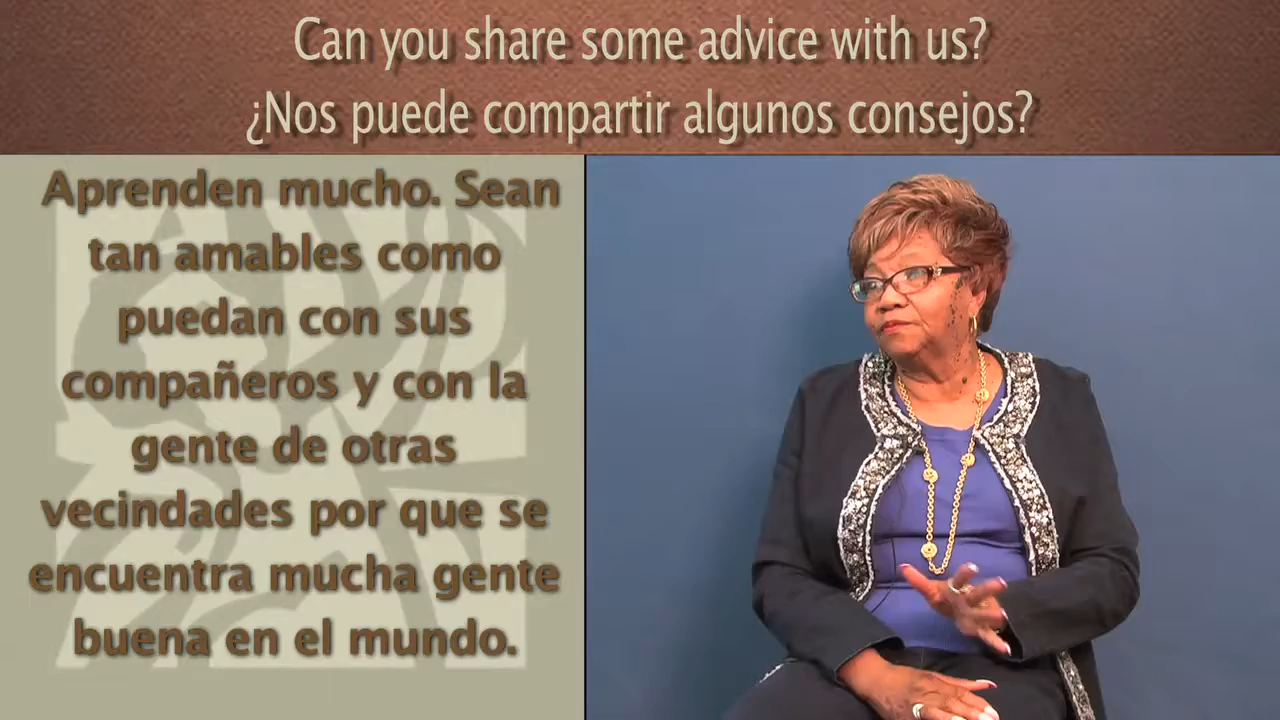 Can you share some advice with us?
¿Nos puede compartir algunos consejos?
Aprenden mucho. Sean
tan amables como
puedan con sus
compañeros y con la
gente de otras
vecindades por que se
encuentra mucha gente
buena en el mundo.